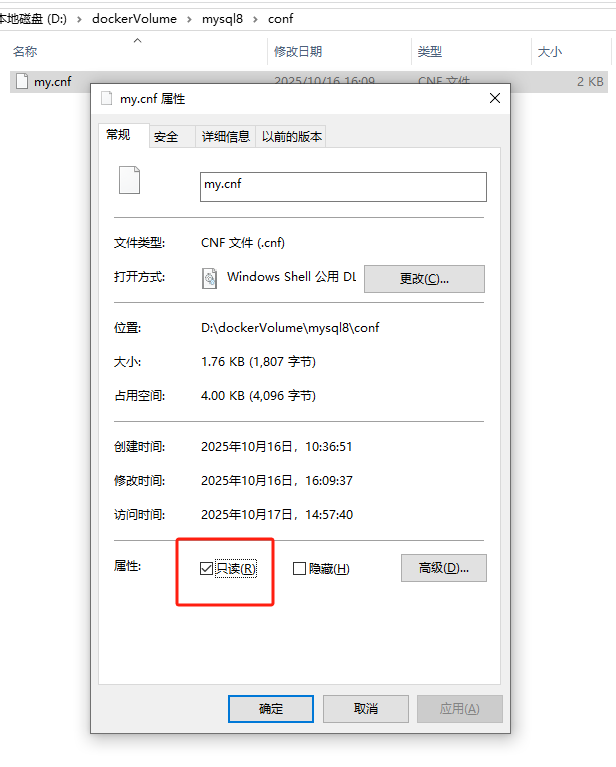 本地磁盘 (D:) › dockerVolume › mysql8 › conf
名称 修改日期 类型 大小
my.cnf 2025/10/16 16:09 CNF 文件 2 KB
my.cnf 属性
常规 安全 详细信息 以前的版本
my.cnf
文件类型: CNF 文件 (.cnf)
打开方式: Windows Shell 公用 DL 更改(C)...
位置: D:\dockerVolume\mysql8\conf
大小: 1.76 KB (1,807 字节)
占用空间: 4.00 KB (4,096 字节)
创建时间: 2025年10月16日，10:36:51
修改时间: 2025年10月16日，16:09:37
访问时间: 2025年10月17日，14:57:40
属性: 只读(R) 隐藏(H) 高级(D)...
确定 取消 应用(A)